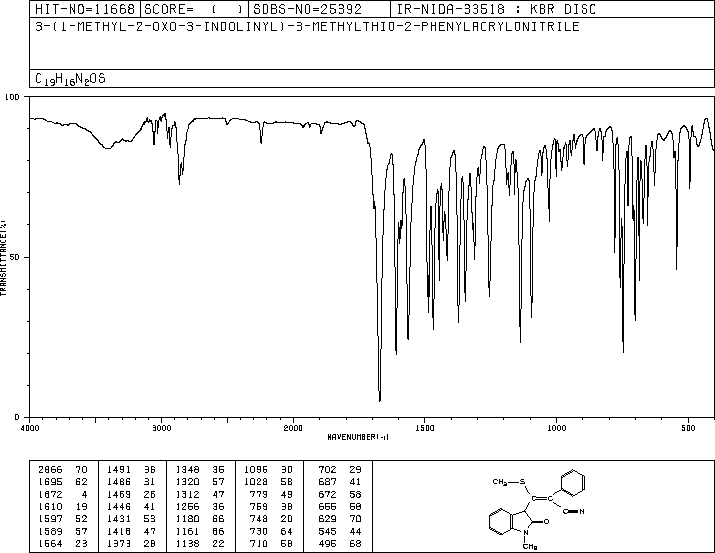 HIT-NO=11668 SCORE= ( ) SDBS-NO=25392 IR-NIDA-33518 : KBR DISC
3-(1-METHYL-2-OXO-3-INDOLINYL)-3-METHYLTHIO-2-PHENYLACRYLONITRILE
C19H16N2OS
100
50
0
TRANSMITTANCE(%)
4000 3000 2000 1500 1000 500
WAVENUMBER(-1)
2866 70 1491 36 1348 35 1096 30 702 29
1695 62 1486 31 1320 57 1028 58 687 41
1672 4 1469 26 1312 47 779 49 672 58
1610 19 1446 41 1256 36 759 38 655 58
1597 52 1431 53 1180 66 748 20 629 70
1589 57 1418 47 1161 66 730 64 545 44
1564 23 1373 28 1138 22 710 58 496 68
CH3 S
C N
O
N
CH3